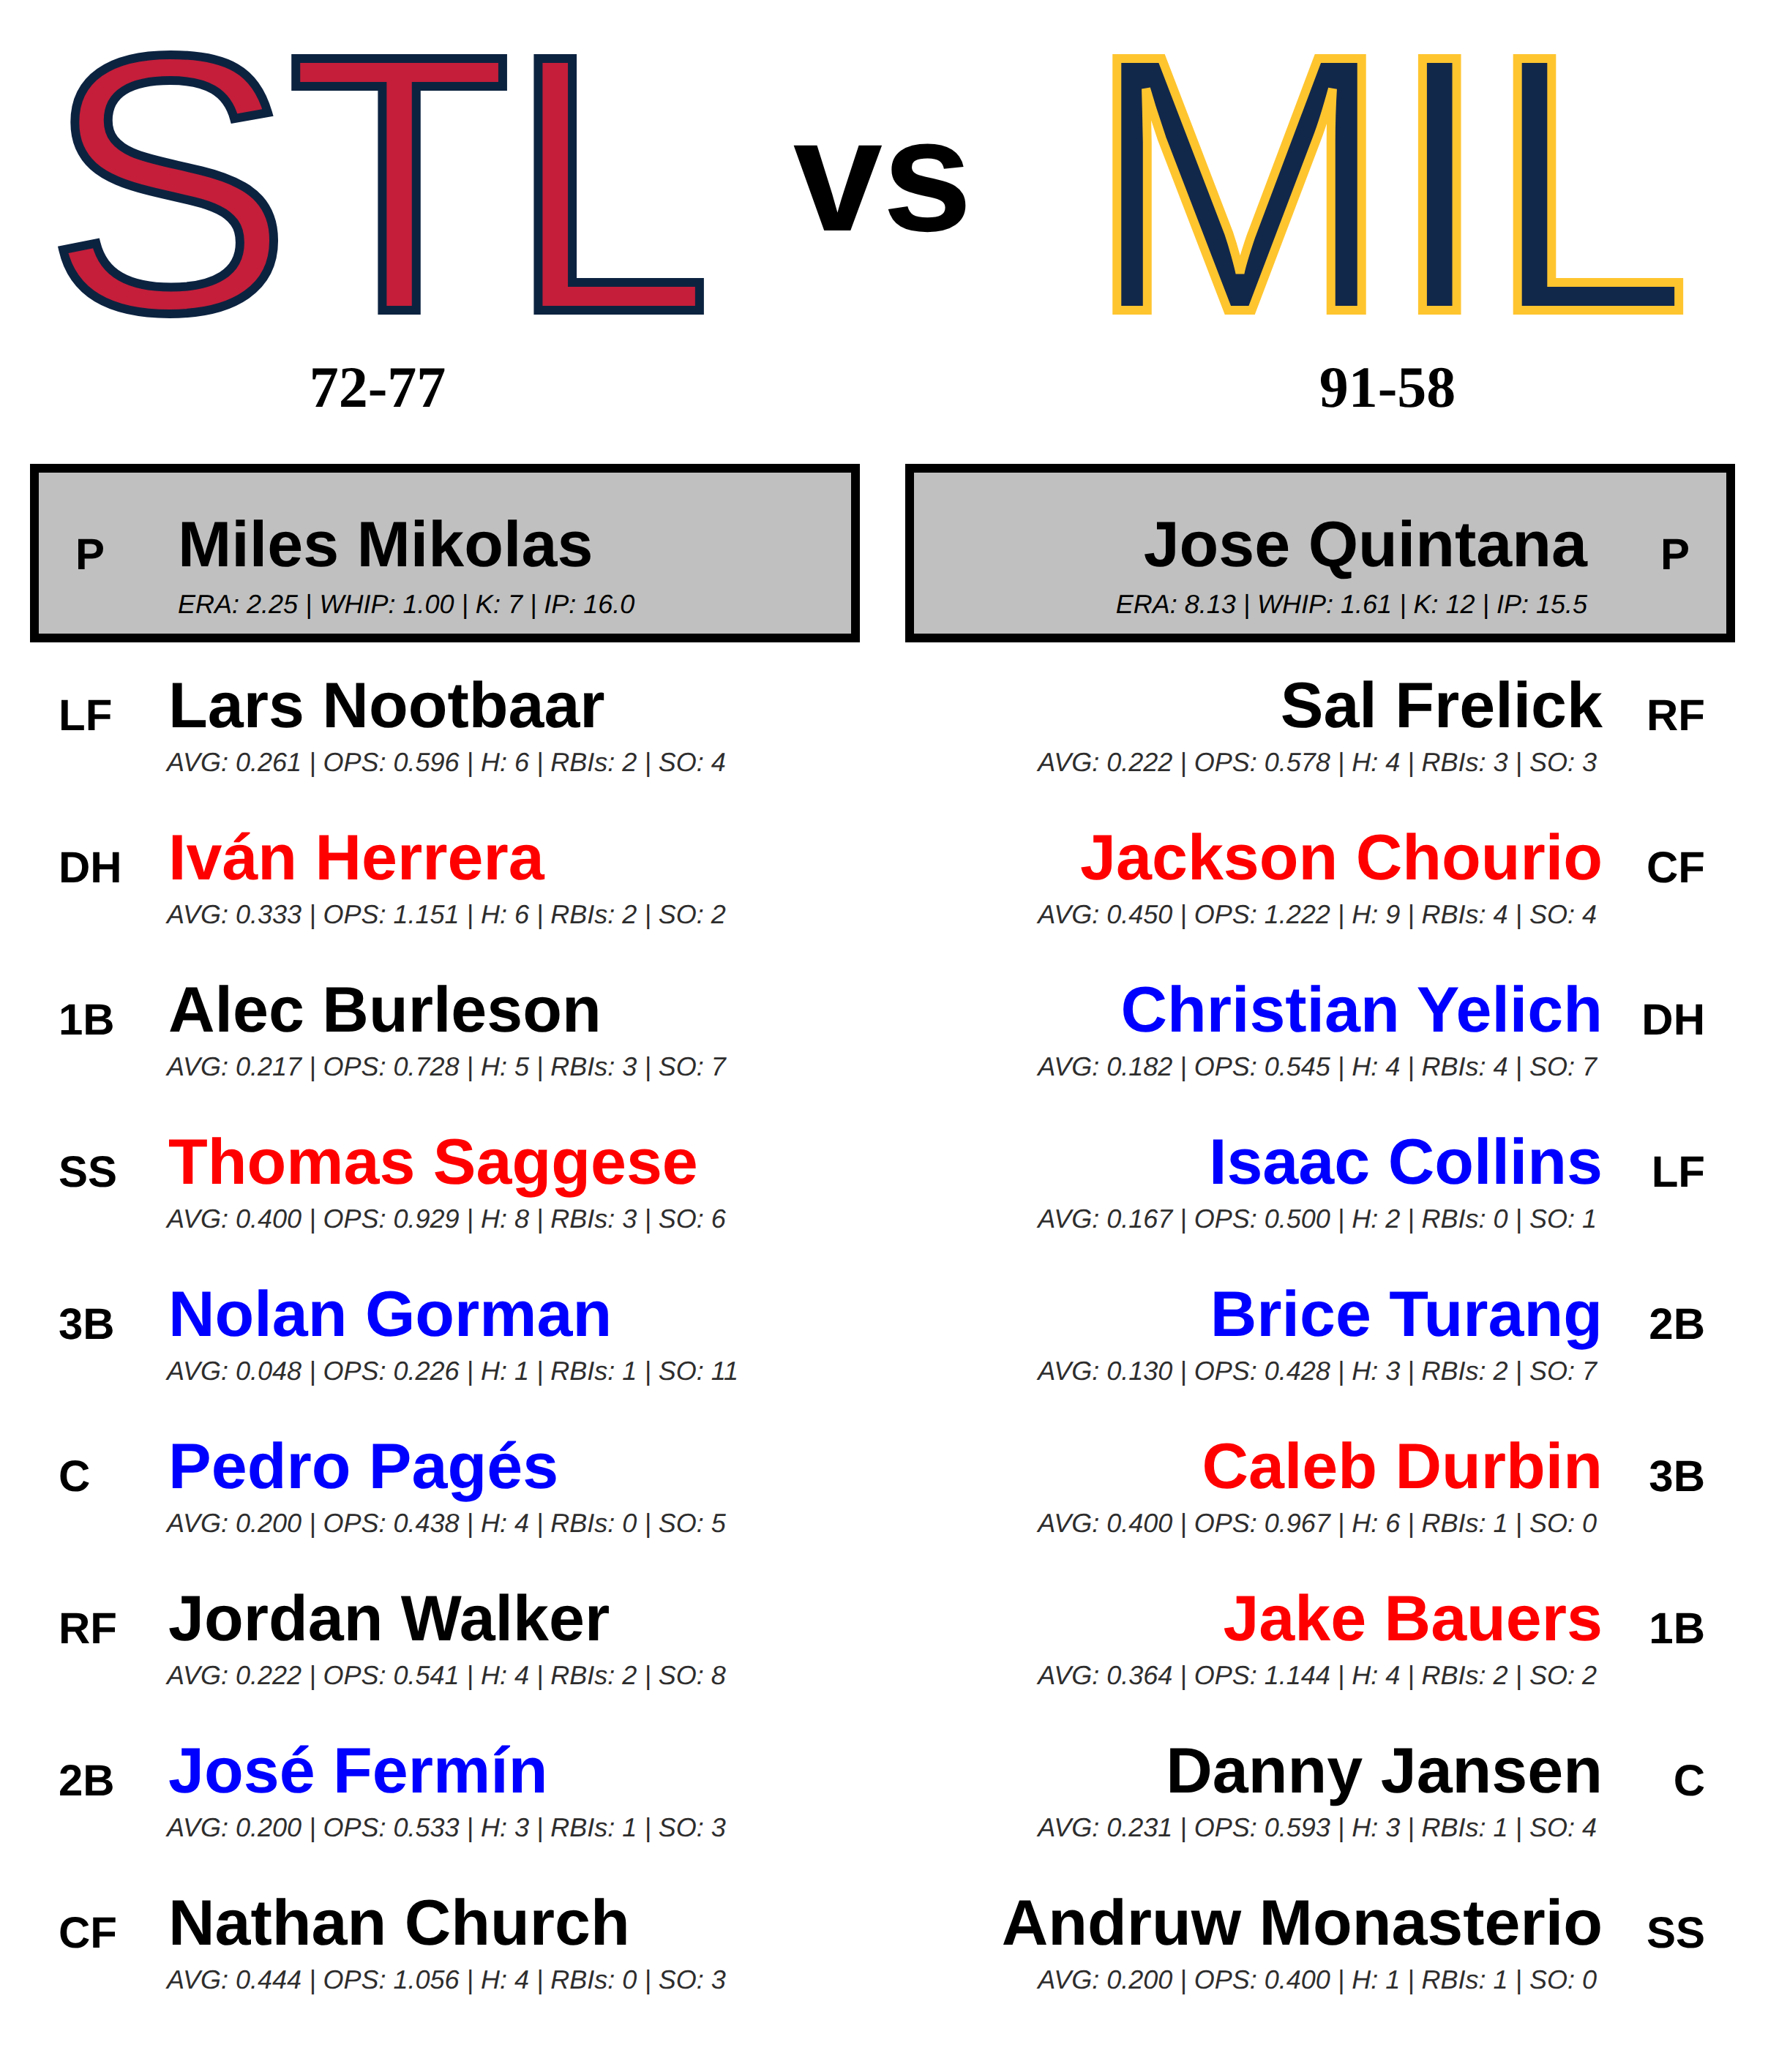 STL vs MIL
72-77 91-58
P Miles Mikolas Jose Quintana P
ERA: 2.25 | WHIP: 1.00 | K: 7 | IP: 16.0 ERA: 8.13 | WHIP: 1.61 | K: 12 | IP: 15.5
LF Lars Nootbaar Sal Frelick RF
AVG: 0.261 | OPS: 0.596 | H: 6 | RBIs: 2 | SO: 4 AVG: 0.222 | OPS: 0.578 | H: 4 | RBIs: 3 | SO: 3
DH Iván Herrera Jackson Chourio CF
AVG: 0.333 | OPS: 1.151 | H: 6 | RBIs: 2 | SO: 2 AVG: 0.450 | OPS: 1.222 | H: 9 | RBIs: 4 | SO: 4
1B Alec Burleson Christian Yelich DH
AVG: 0.217 | OPS: 0.728 | H: 5 | RBIs: 3 | SO: 7 AVG: 0.182 | OPS: 0.545 | H: 4 | RBIs: 4 | SO: 7
SS Thomas Saggese Isaac Collins LF
AVG: 0.400 | OPS: 0.929 | H: 8 | RBIs: 3 | SO: 6 AVG: 0.167 | OPS: 0.500 | H: 2 | RBIs: 0 | SO: 1
3B Nolan Gorman Brice Turang 2B
AVG: 0.048 | OPS: 0.226 | H: 1 | RBIs: 1 | SO: 11 AVG: 0.130 | OPS: 0.428 | H: 3 | RBIs: 2 | SO: 7
C Pedro Pagés Caleb Durbin 3B
AVG: 0.200 | OPS: 0.438 | H: 4 | RBIs: 0 | SO: 5 AVG: 0.400 | OPS: 0.967 | H: 6 | RBIs: 1 | SO: 0
RF Jordan Walker Jake Bauers 1B
AVG: 0.222 | OPS: 0.541 | H: 4 | RBIs: 2 | SO: 8 AVG: 0.364 | OPS: 1.144 | H: 4 | RBIs: 2 | SO: 2
2B José Fermín Danny Jansen C
AVG: 0.200 | OPS: 0.533 | H: 3 | RBIs: 1 | SO: 3 AVG: 0.231 | OPS: 0.593 | H: 3 | RBIs: 1 | SO: 4
CF Nathan Church Andruw Monasterio SS
AVG: 0.444 | OPS: 1.056 | H: 4 | RBIs: 0 | SO: 3 AVG: 0.200 | OPS: 0.400 | H: 1 | RBIs: 1 | SO: 0